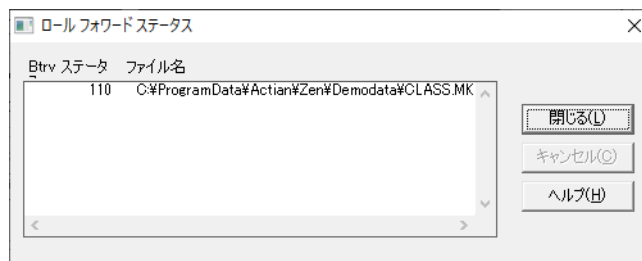 ロール フォワード ステータス
Btrv ステータ ファイル名
110 C:¥ProgramData¥Actian¥Zen¥Demodata¥CLASS.MK
閉じる(L)
キャンセル(C)
ヘルプ(H)